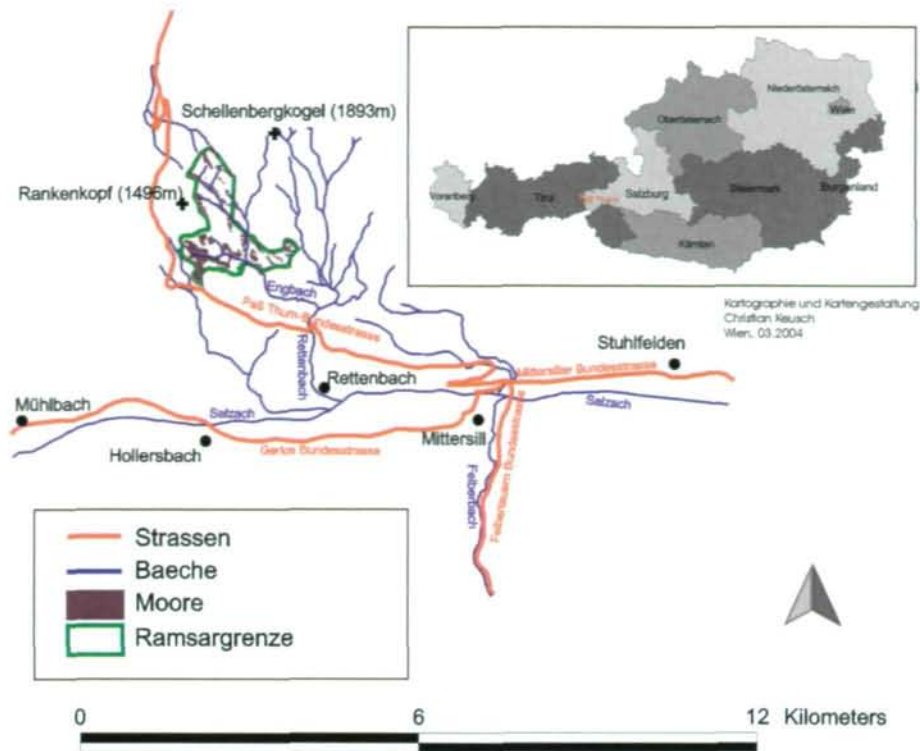 Schellenbergkogel (1893m)
Rankenkopf (1496m)
Niederösterreich
Oberösterreich
Wien
Vorarlberg
Tirol
Salzburg
Steiermark
Burgenland
Kärnten
Kartographie und Kartengestaltung
Christian Keusch
Wien, 03.2004
Engbach
Paß Thurn-Bundesstrasse
Rettenbach
Stuhlfelden
Mittersiller Bundesstrasse
Rettenbach
Mühlbach
Salzach
Salzach
Hollersbach
Gerlos Bundesstrasse
Mittersill
Felberbach
Felbertauern Bundesstrasse
Strassen
Baeche
Moore
Ramsargrenze
0 6 12 Kilometers